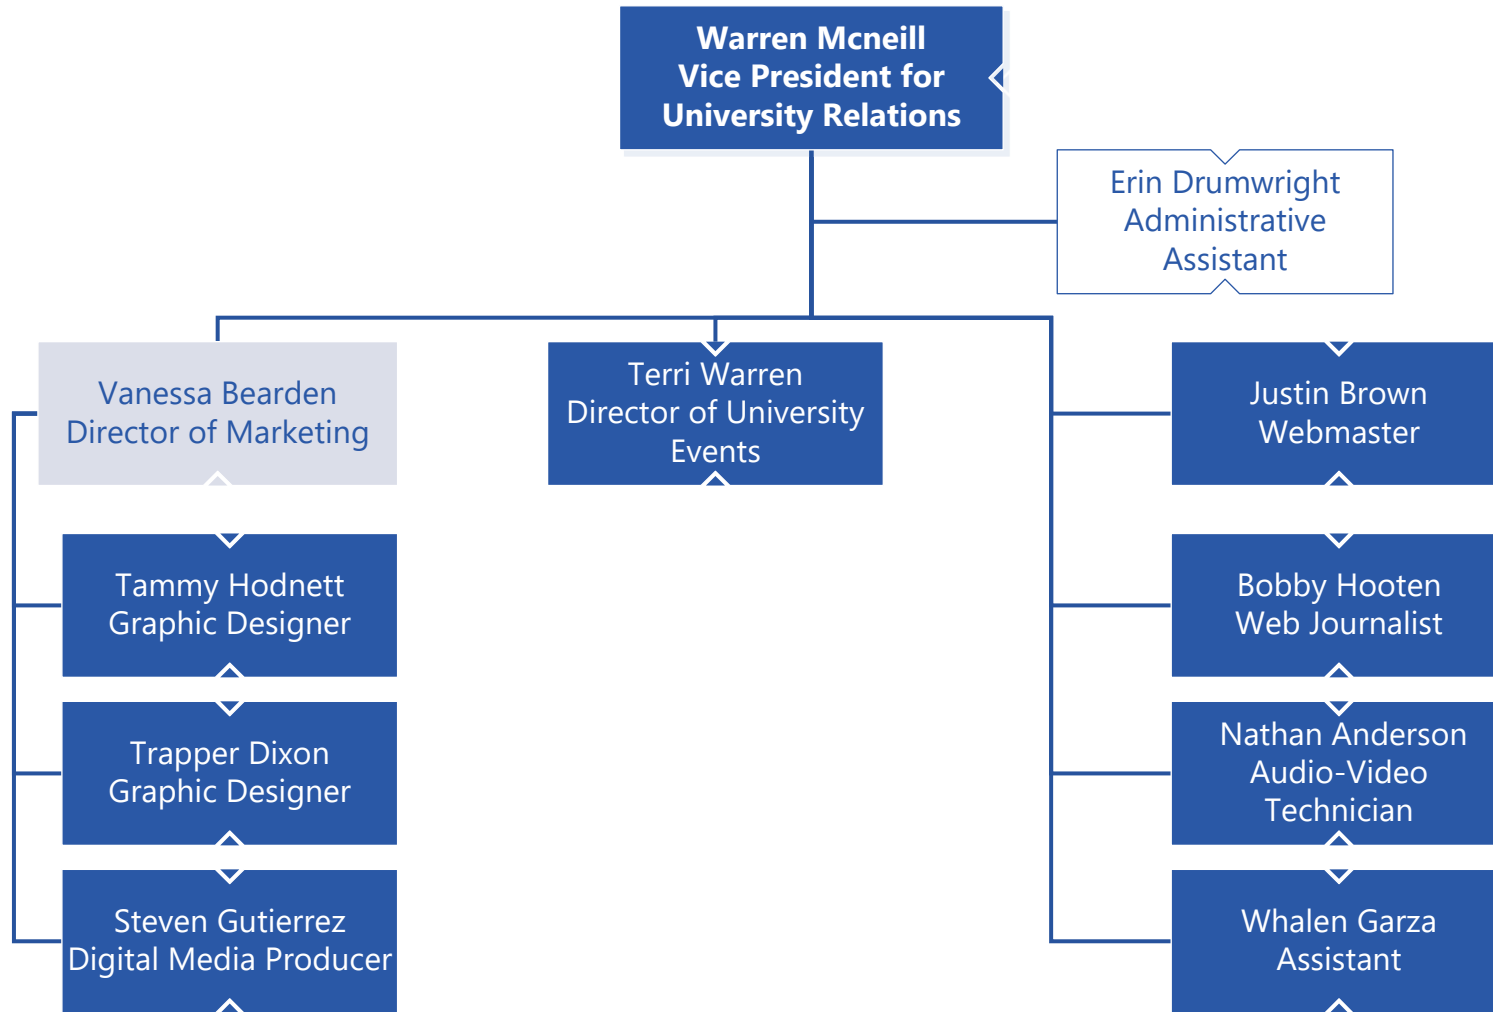 Warren Mcneill
Vice President for
University Relations
Erin Drumwright
Administrative
Assistant
Vanessa Bearden
Director of Marketing
Terri Warren
Director of University
Events
Justin Brown
Webmaster
Tammy Hodnett
Graphic Designer
Bobby Hooten
Web Journalist
Trapper Dixon
Graphic Designer
Nathan Anderson
Audio-Video
Technician
Steven Gutierrez
Digital Media Producer
Whalen Garza
Assistant